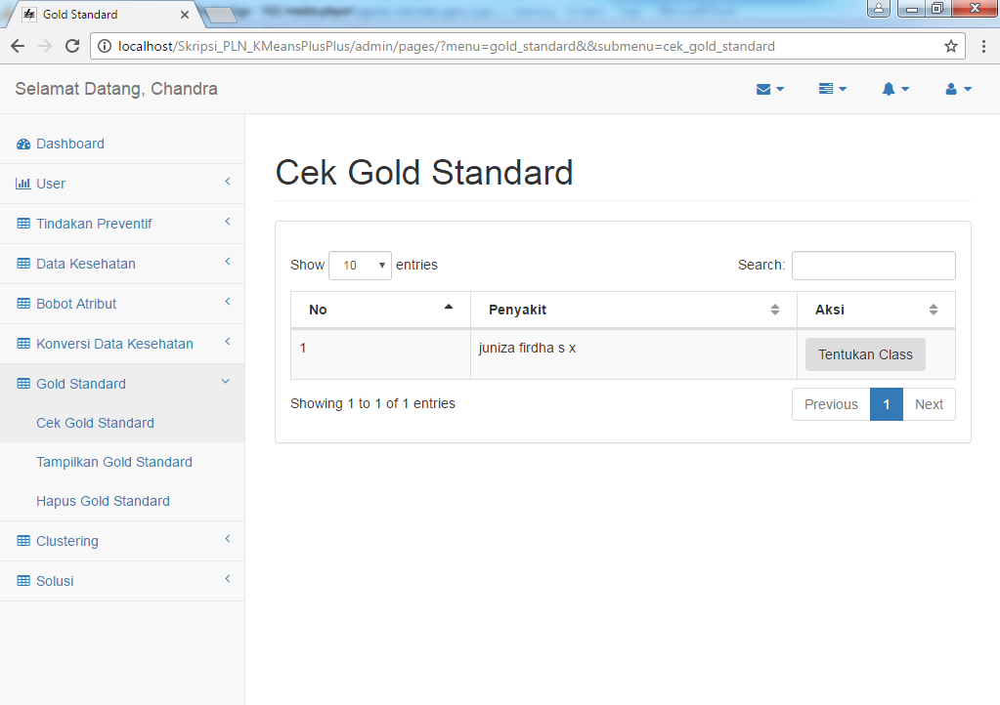 Gold Standard
localhost/Skripsi_PLN_KMeansPlusPlus/admin/pages/?menu=gold_standard&&submenu=cek_gold_standard
Selamat Datang, Chandra
Dashboard
User
Tindakan Preventif
Data Kesehatan
Bobot Atribut
Konversi Data Kesehatan
Gold Standard
Cek Gold Standard
Tampilkan Gold Standard
Hapus Gold Standard
Clustering
Solusi
Cek Gold Standard
Show 10 entries Search:
No Penyakit Aksi
1 juniza firdha s x Tentukan Class
Showing 1 to 1 of 1 entries Previous 1 Next